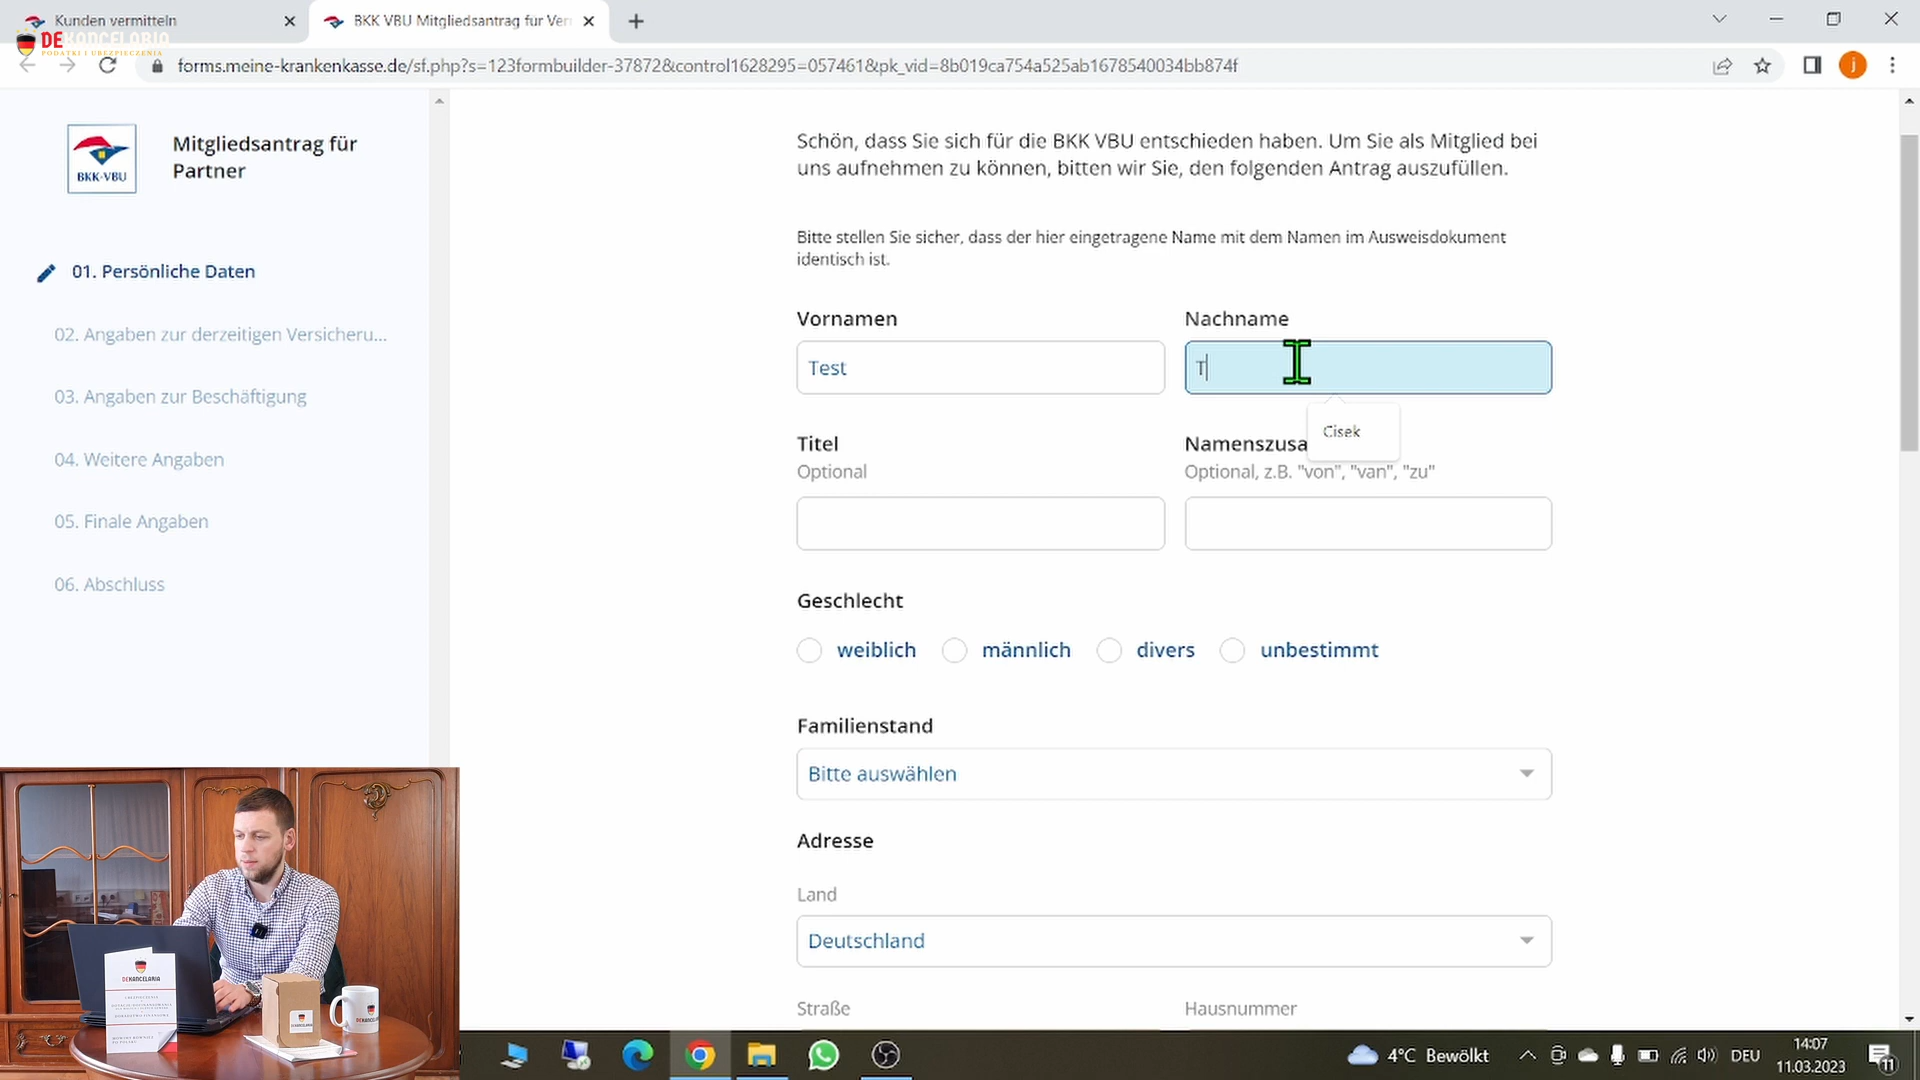 Kunden vermitteln
BKK VBU Mitgliedsantrag für Ver
DEKANCELARIA
PODATKI I UBEZPIECZENIA
forms.meine-krankenkasse.de/sf.php?s=123formbuilder-37872&control1628295=057461&pk_vid=8b019ca754a525ab1678540034bb874f
j
BKK·VBU
Mitgliedsantrag für
Partner
01. Persönliche Daten
02. Angaben zur derzeitigen Versicheru...
03. Angaben zur Beschäftigung
04. Weitere Angaben
05. Finale Angaben
06. Abschluss
Schön, dass Sie sich für die BKK VBU entschieden haben. Um Sie als Mitglied bei
uns aufnehmen zu können, bitten wir Sie, den folgenden Antrag auszufüllen.
Bitte stellen Sie sicher, dass der hier eingetragene Name mit dem Namen im Ausweisdokument
identisch ist.
Vornamen
Nachname
Test
T
Cisek
Titel
Namenszusa
Optional
Optional, z.B. "von", "van", "zu"
Geschlecht
weiblich
männlich
divers
unbestimmt
Familienstand
Bitte auswählen
Adresse
Land
Deutschland
Straße
Hausnummer
DEKANCELARIA
4°C Bewölkt
DEU
14:07
11.03.2023
11